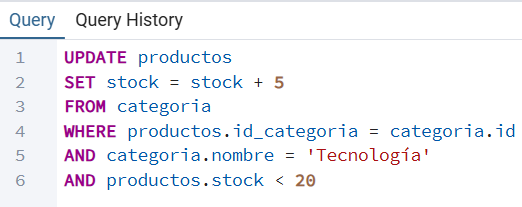 Query Query History
1 UPDATE productos
2 SET stock = stock + 5
3 FROM categoria
4 WHERE productos.id_categoria = categoria.id
5 AND categoria.nombre = 'Tecnología'
6 AND productos.stock < 20